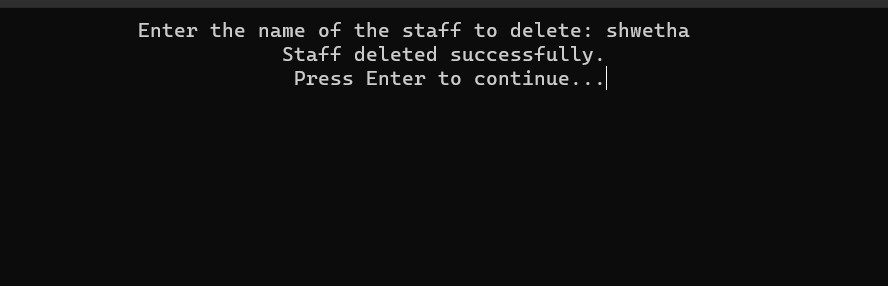 Enter the name of the staff to delete: shwetha
Staff deleted successfully.
Press Enter to continue...